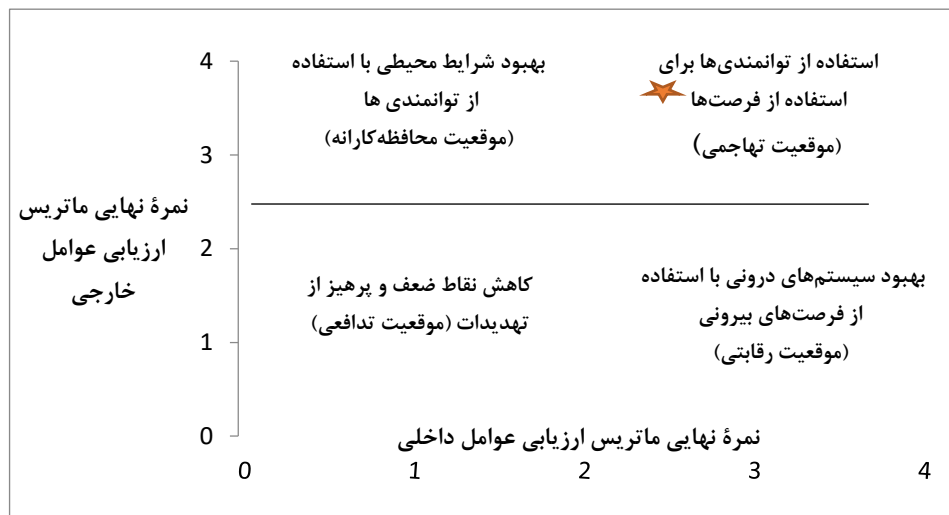 4
3
2
1
0
نمرهٔ نهایی ماتریس
ارزیابی عوامل
خارجی
استفاده از توانمندی‌ها برای
استفاده از فرصت‌ها
(موقعیت تهاجمی)
بهبود شرایط محیطی با استفاده
از توانمندی ها
(موقعیت محافظه‌کارانه)
بهبود سیستم‌های درونی با استفاده
از فرصت‌های بیرونی
(موقعیت رقابتی)
کاهش نقاط ضعف و پرهیز از
تهدیدات (موقعیت تدافعی)
نمرهٔ نهایی ماتریس ارزیابی عوامل داخلی
0 1 2 3 4